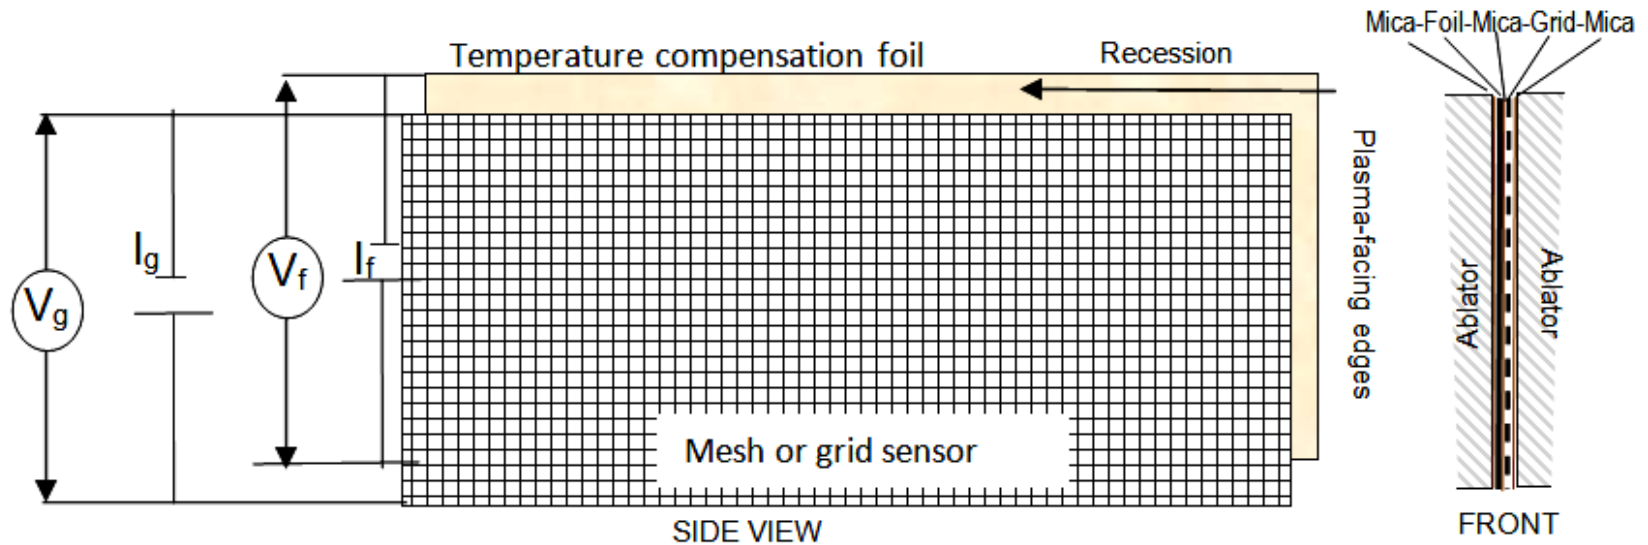 Mica-Foil-Mica-Grid-Mica
Temperature compensation foil
Recession
Plasma-facing edges
Ig
Vf
If
Vg
Ablator
Ablator
Mesh or grid sensor
SIDE VIEW
FRONT